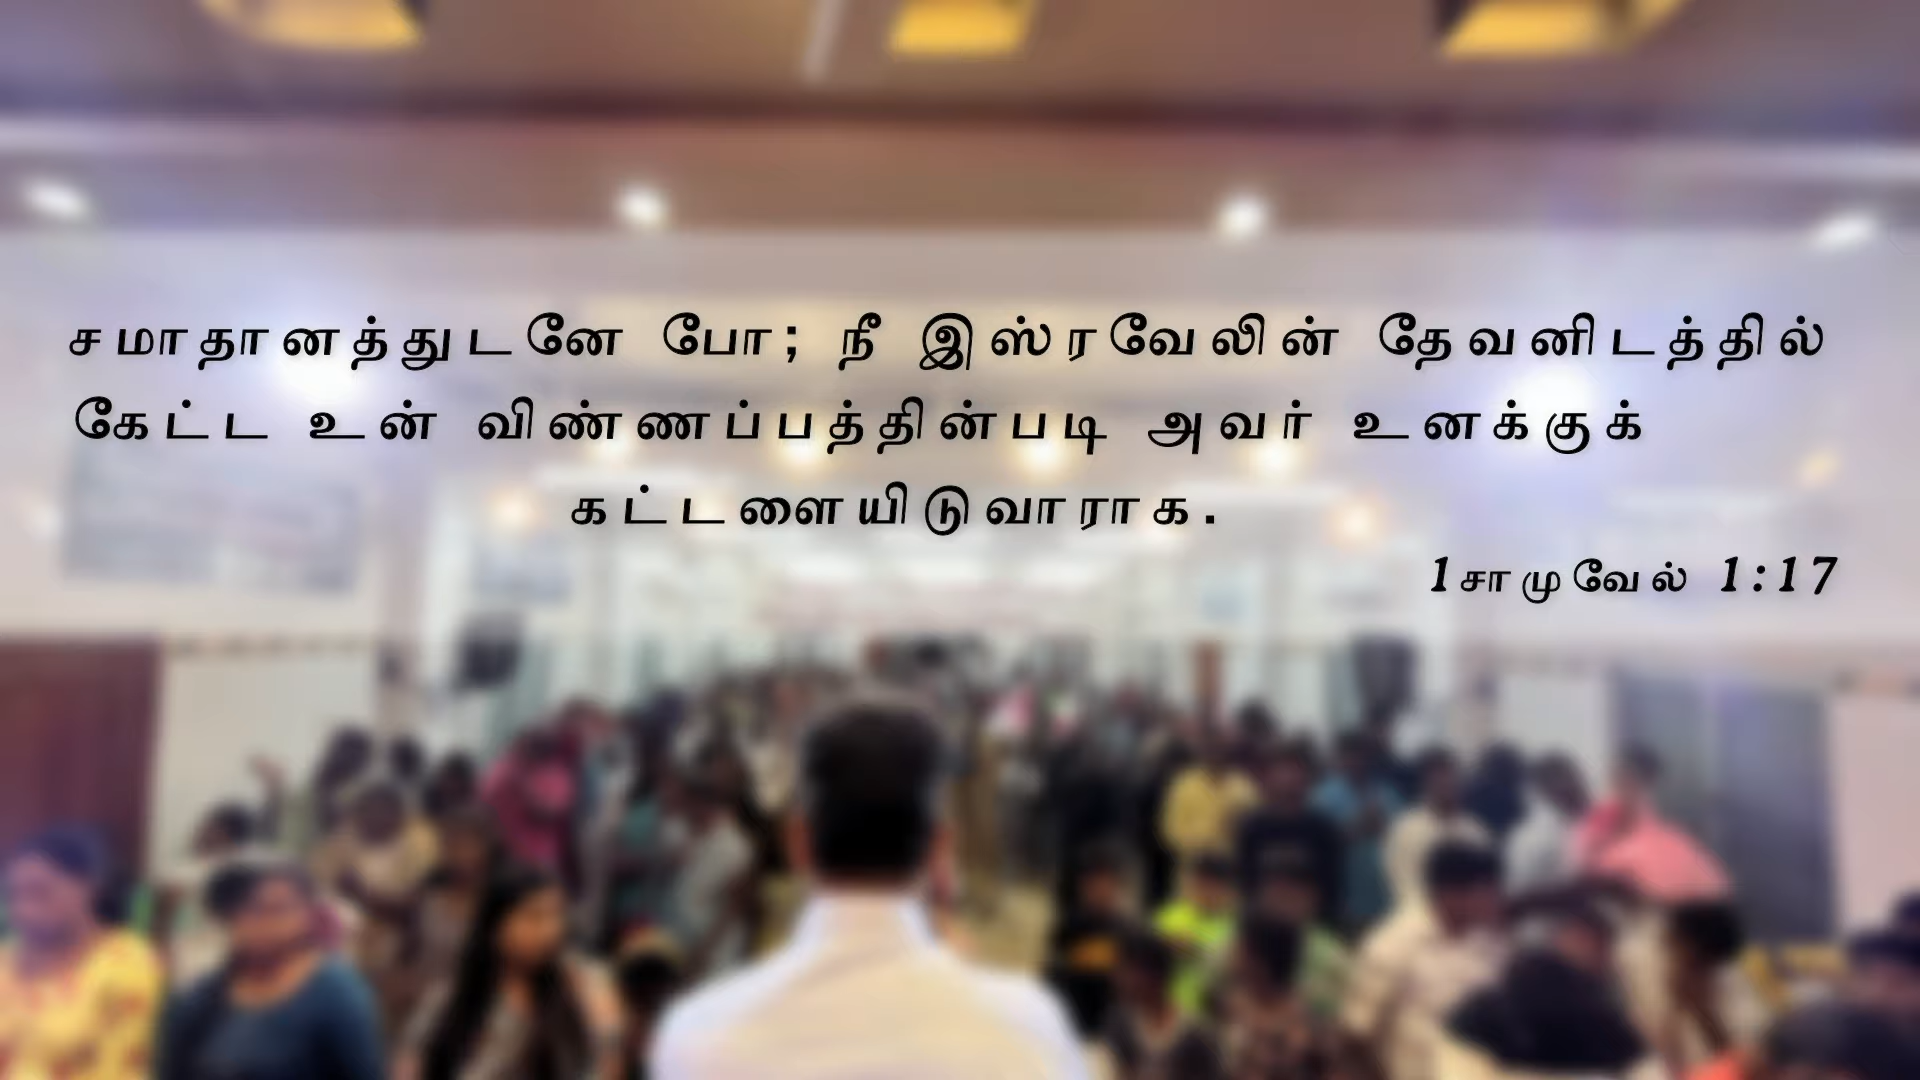 சமாதானத்துடனே போ; நீ இஸ்ரவேலின் தேவனிடத்தில்
கேட்ட உன் விண்ணப்பத்தின்படி அவர் உனக்குக்
கட்டளையிடுவாராக.
1சாமுவேல் 1:17